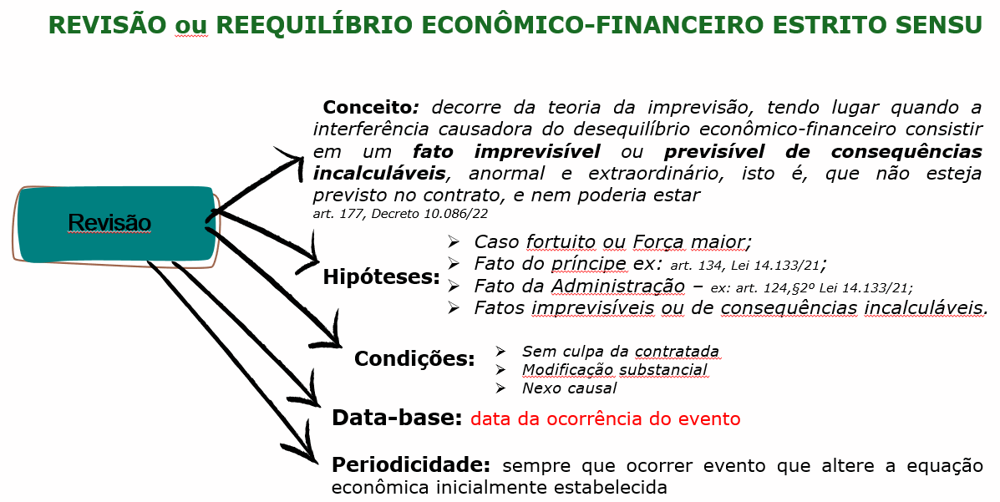 REVISÃO ou REEQUILÍBRIO ECONÔMICO-FINANCEIRO ESTRITO SENSU
Conceito: decorre da teoria da imprevisão, tendo lugar quando a
interferência causadora do desequilíbrio econômico-financeiro consistir
em um fato imprevisível ou previsível de consequências
incalculáveis, anormal e extraordinário, isto é, que não esteja
previsto no contrato, e nem poderia estar
art. 177, Decreto 10.086/22
Revisão
Hipóteses:
Caso fortuito ou Força maior;
Fato do príncipe ex: art. 134, Lei 14.133/21;
Fato da Administração – ex: art. 124,§2º Lei 14.133/21;
Fatos imprevisíveis ou de consequências incalculáveis.
Condições:
Sem culpa da contratada
Modificação substancial
Nexo causal
Data-base: data da ocorrência do evento
Periodicidade: sempre que ocorrer evento que altere a equação
econômica inicialmente estabelecida